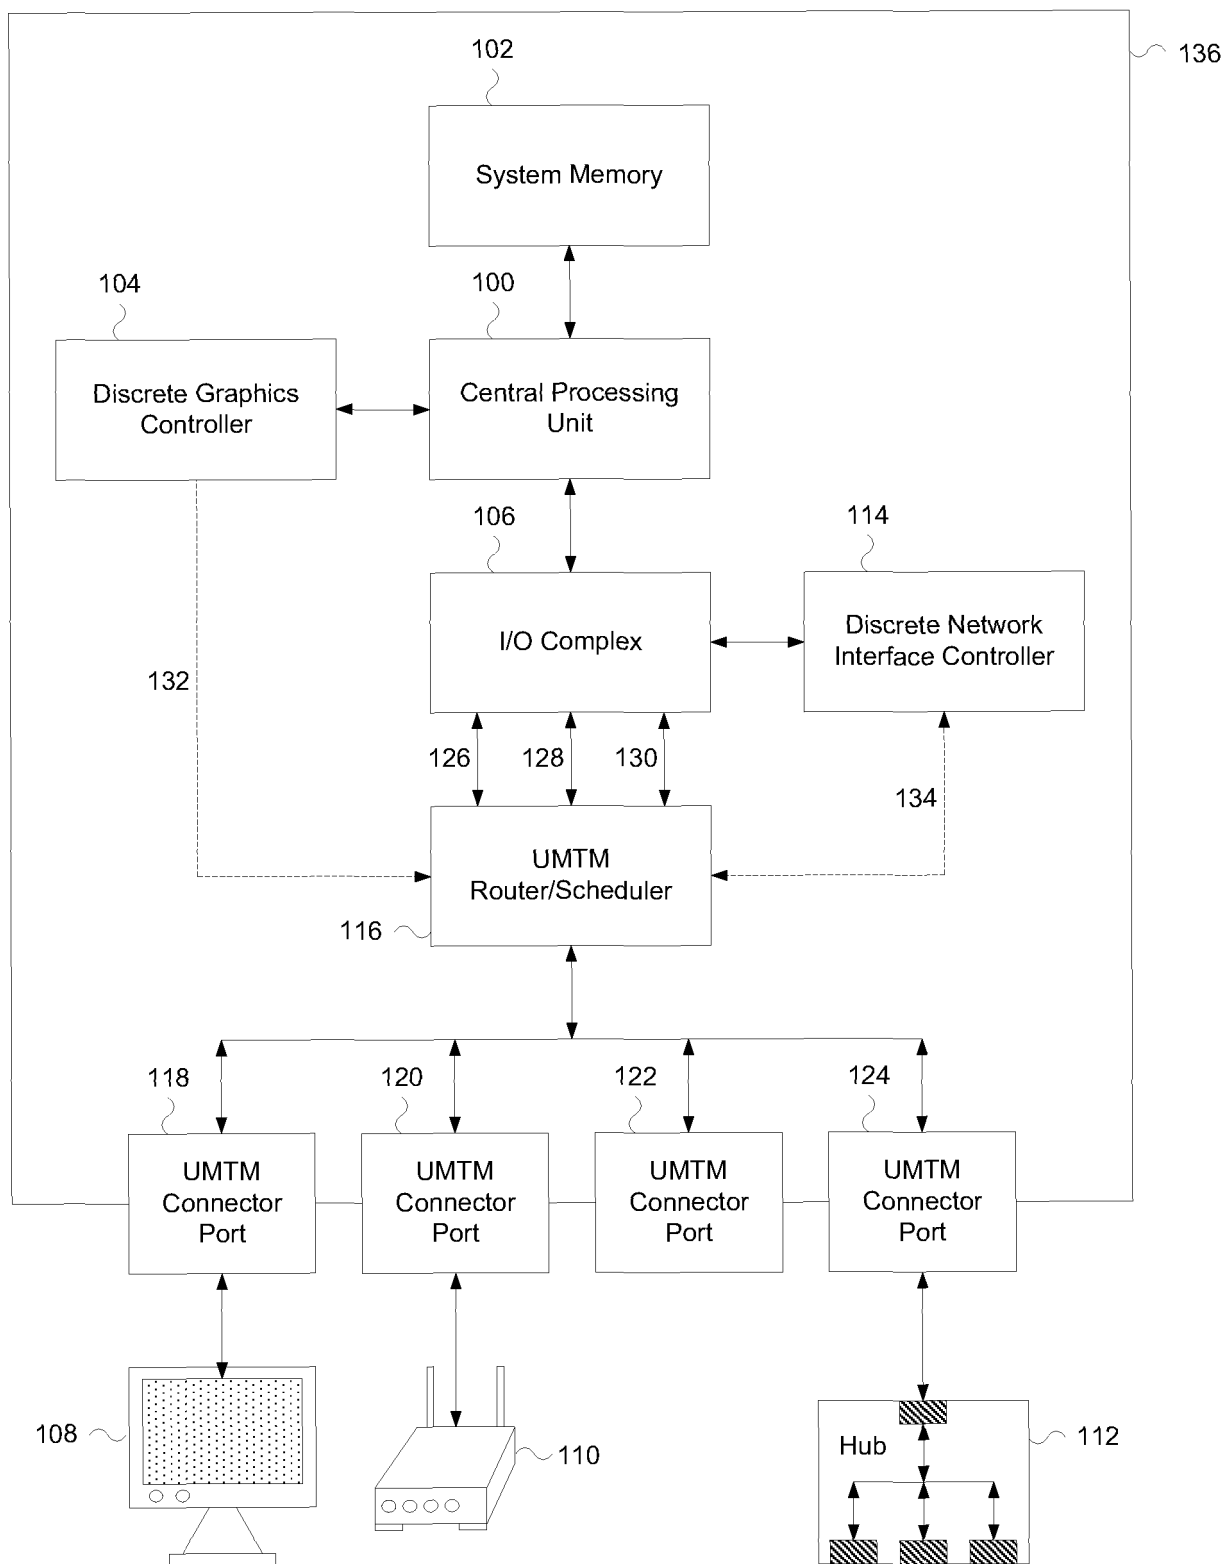 102
136
System Memory
104
100
Discrete Graphics
Controller
Central Processing
Unit
106
114
I/O Complex
Discrete Network
Interface Controller
132
126
128
130
134
UMTM
Router/Scheduler
116
118
120
122
124
UMTM
Connector
Port
UMTM
Connector
Port
UMTM
Connector
Port
UMTM
Connector
Port
108
110
Hub
112